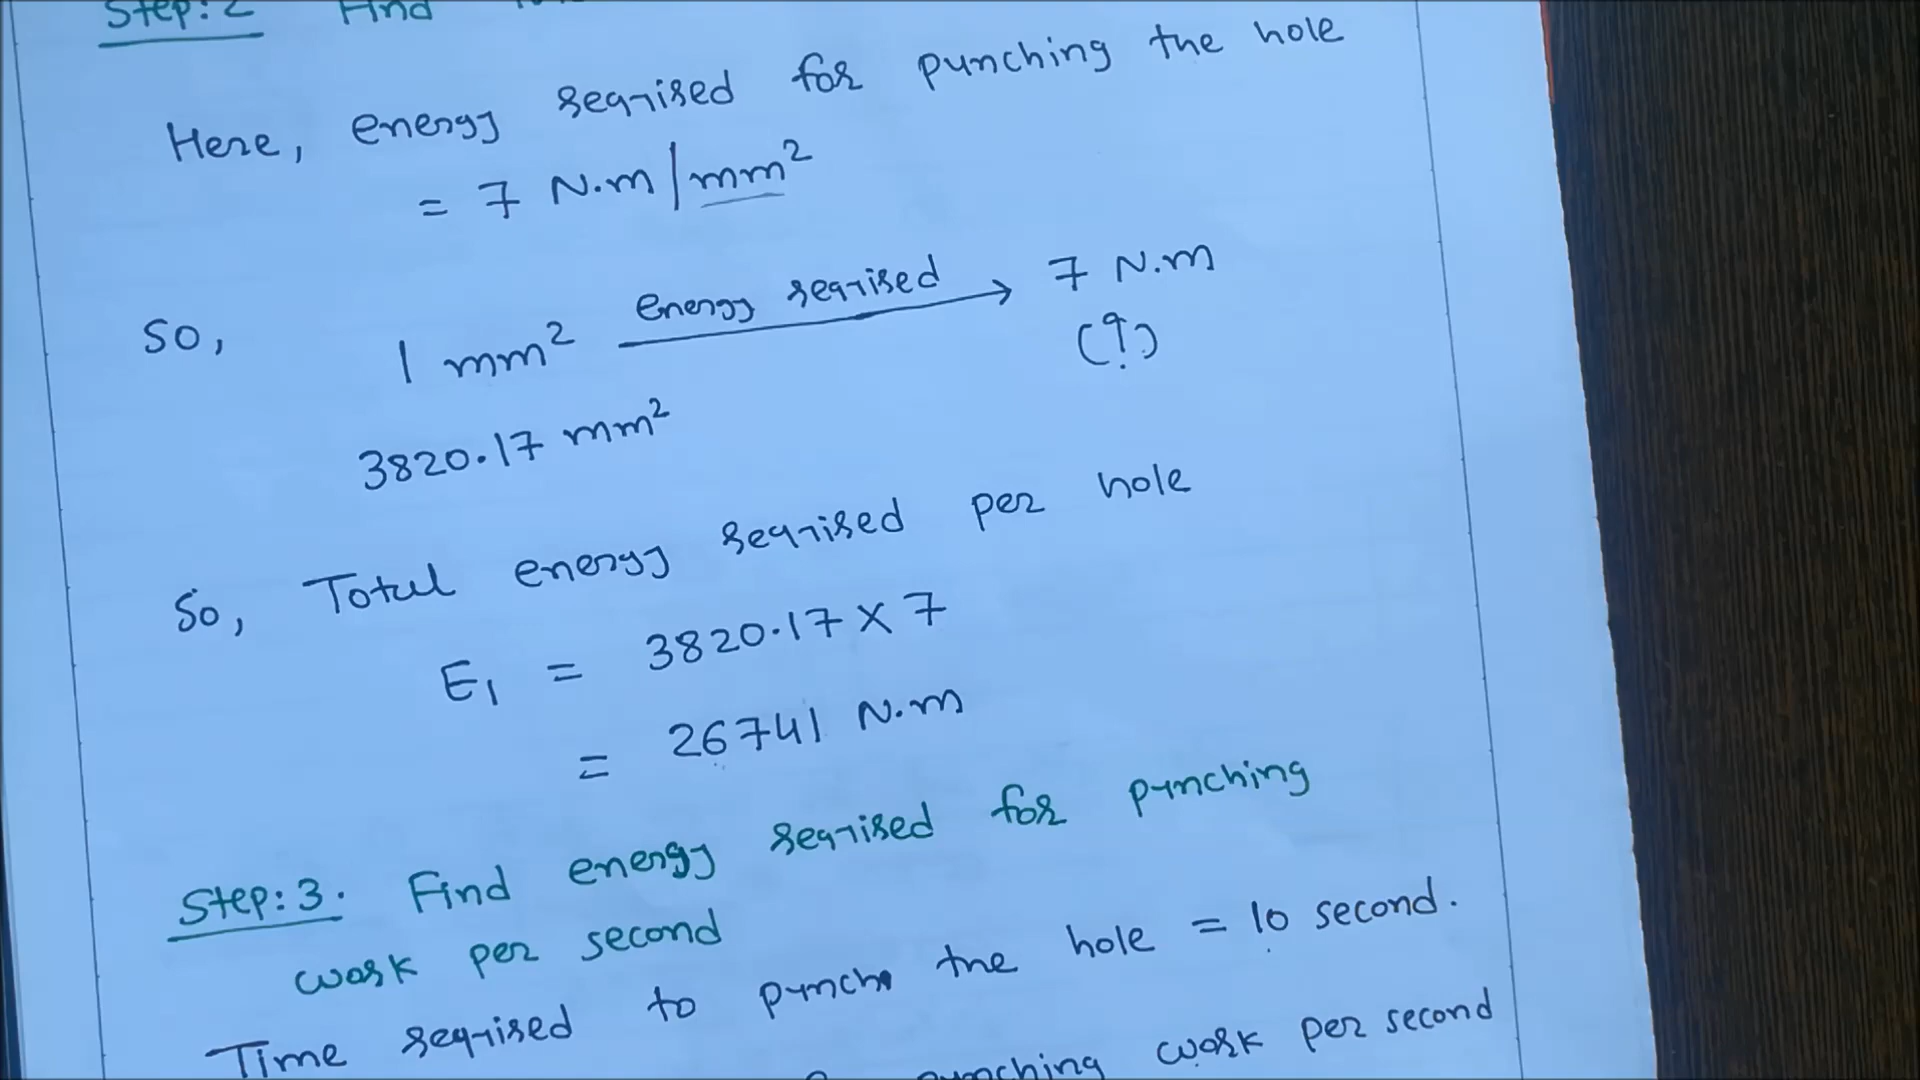 Step: 2 Find
Here, energy required for punching the hole
= 7 N.m/mm²
So,
1 mm² energy required → 7 N.m
3820.17 mm² (?)
So, Total energy required per hole
E₁ = 3820.17 × 7
= 26741 N.m
Step: 3. Find energy required for punching
work per second
Time required to punch the hole = 10 second.
punching work per second